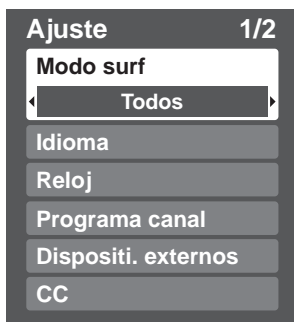 Ajuste 1/2
Modo surf
Todos
Idioma
Reloj
Programa canal
Dispositi. externos
CC